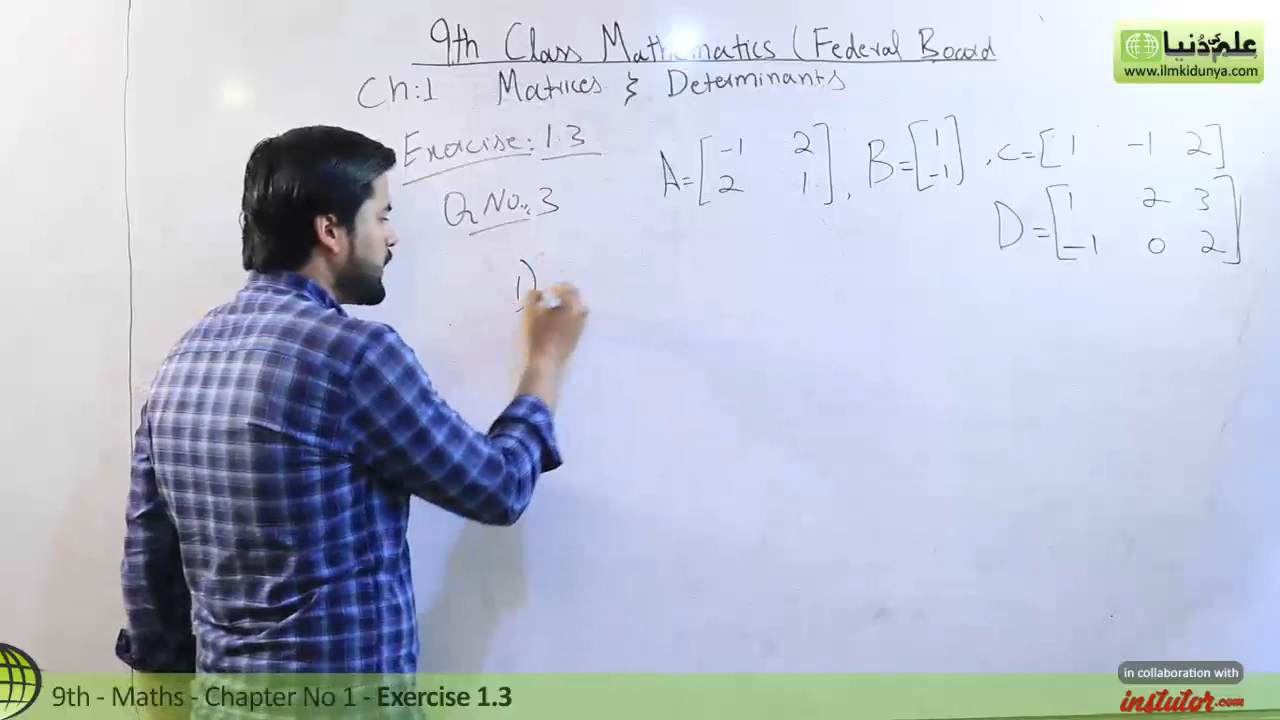 9th Class Mathematics (Federal Board
Ch:1 Matrices & Determinants
Exercise: 1.3
Q No: 3
A = [ -1 2
2 1 ], B = [ 1
-1 ], C = [ 1 -1 2 ]
D = [ 1 2 3
-1 0 2 ]
1)
علم کی دنیا
www.ilmkidunya.com
9th - Maths - Chapter No 1 - Exercise 1.3
in collaboration with
instutor.com